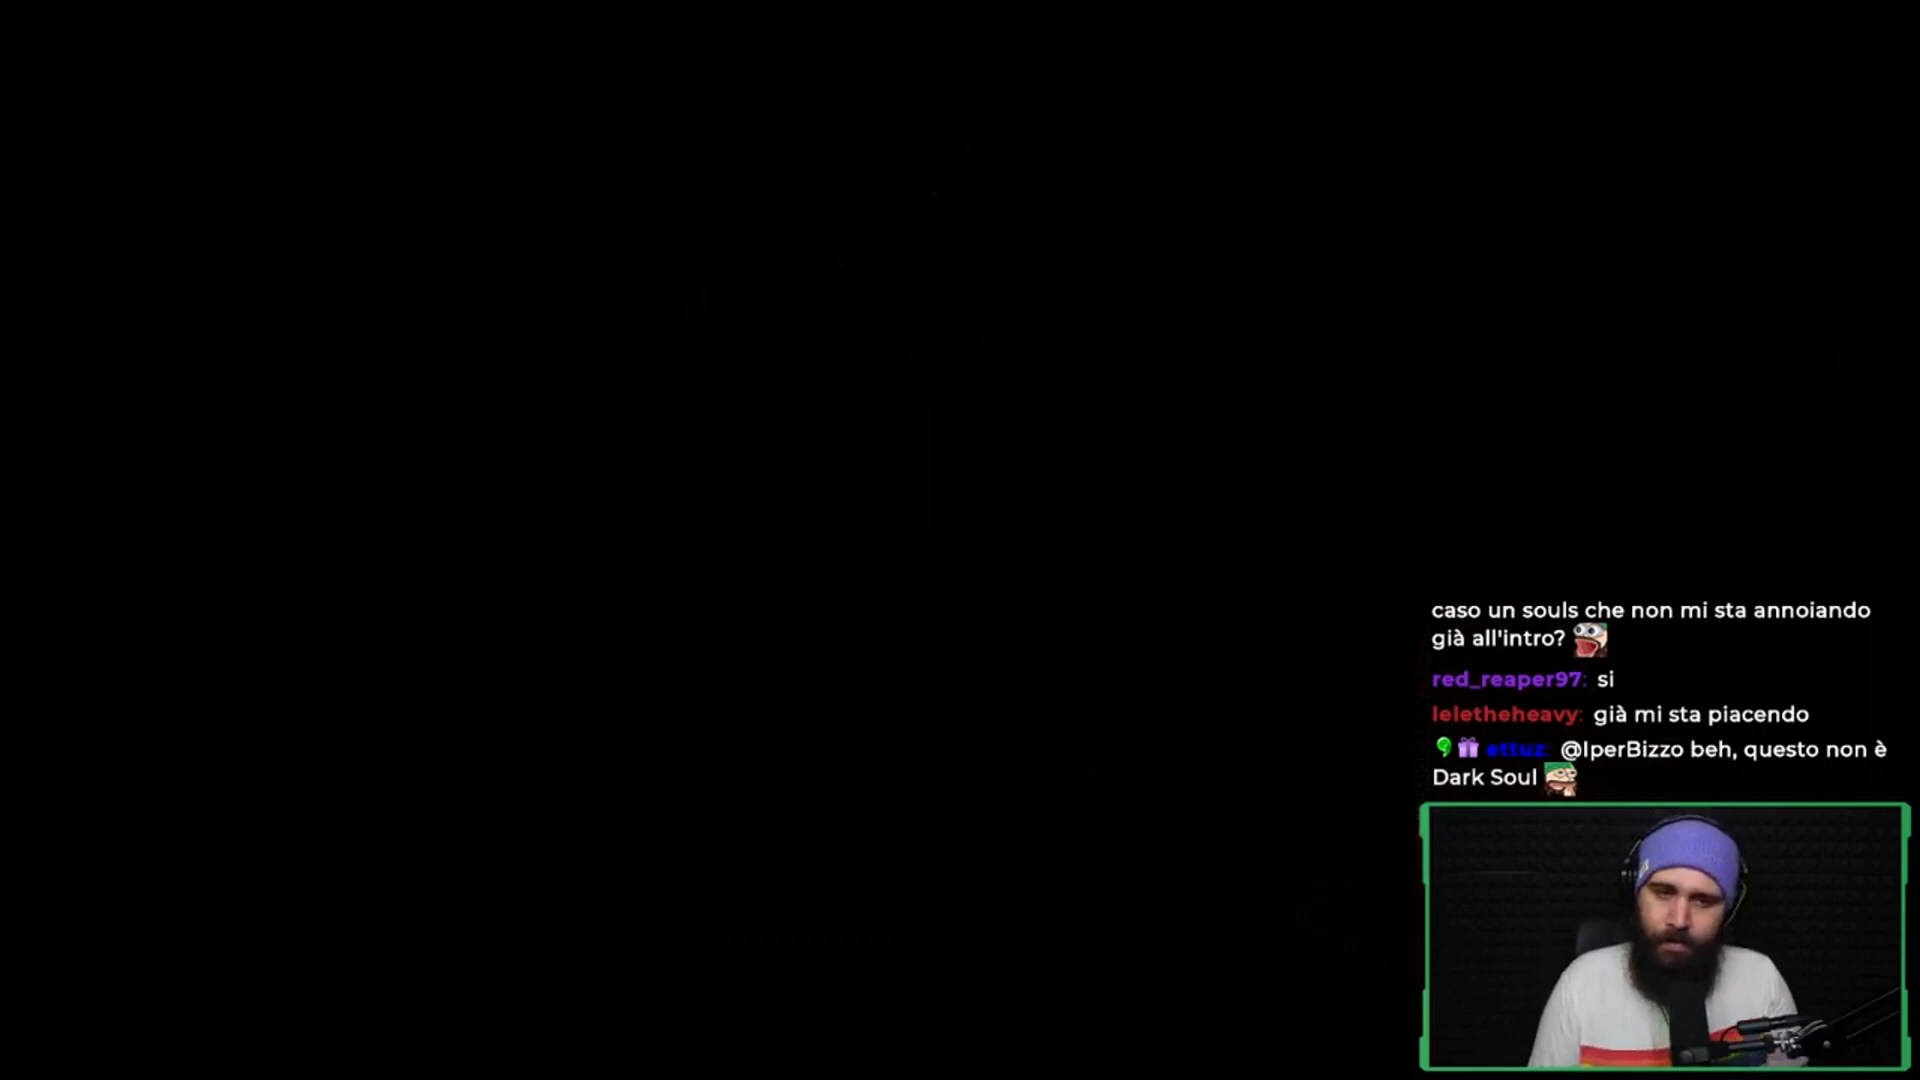 caso un souls che non mi sta annoiando
già all'intro?
red_reaper97: si
leletheheavy: già mi sta piacendo
ettuz: @IperBizzo beh, questo non è
Dark Soul